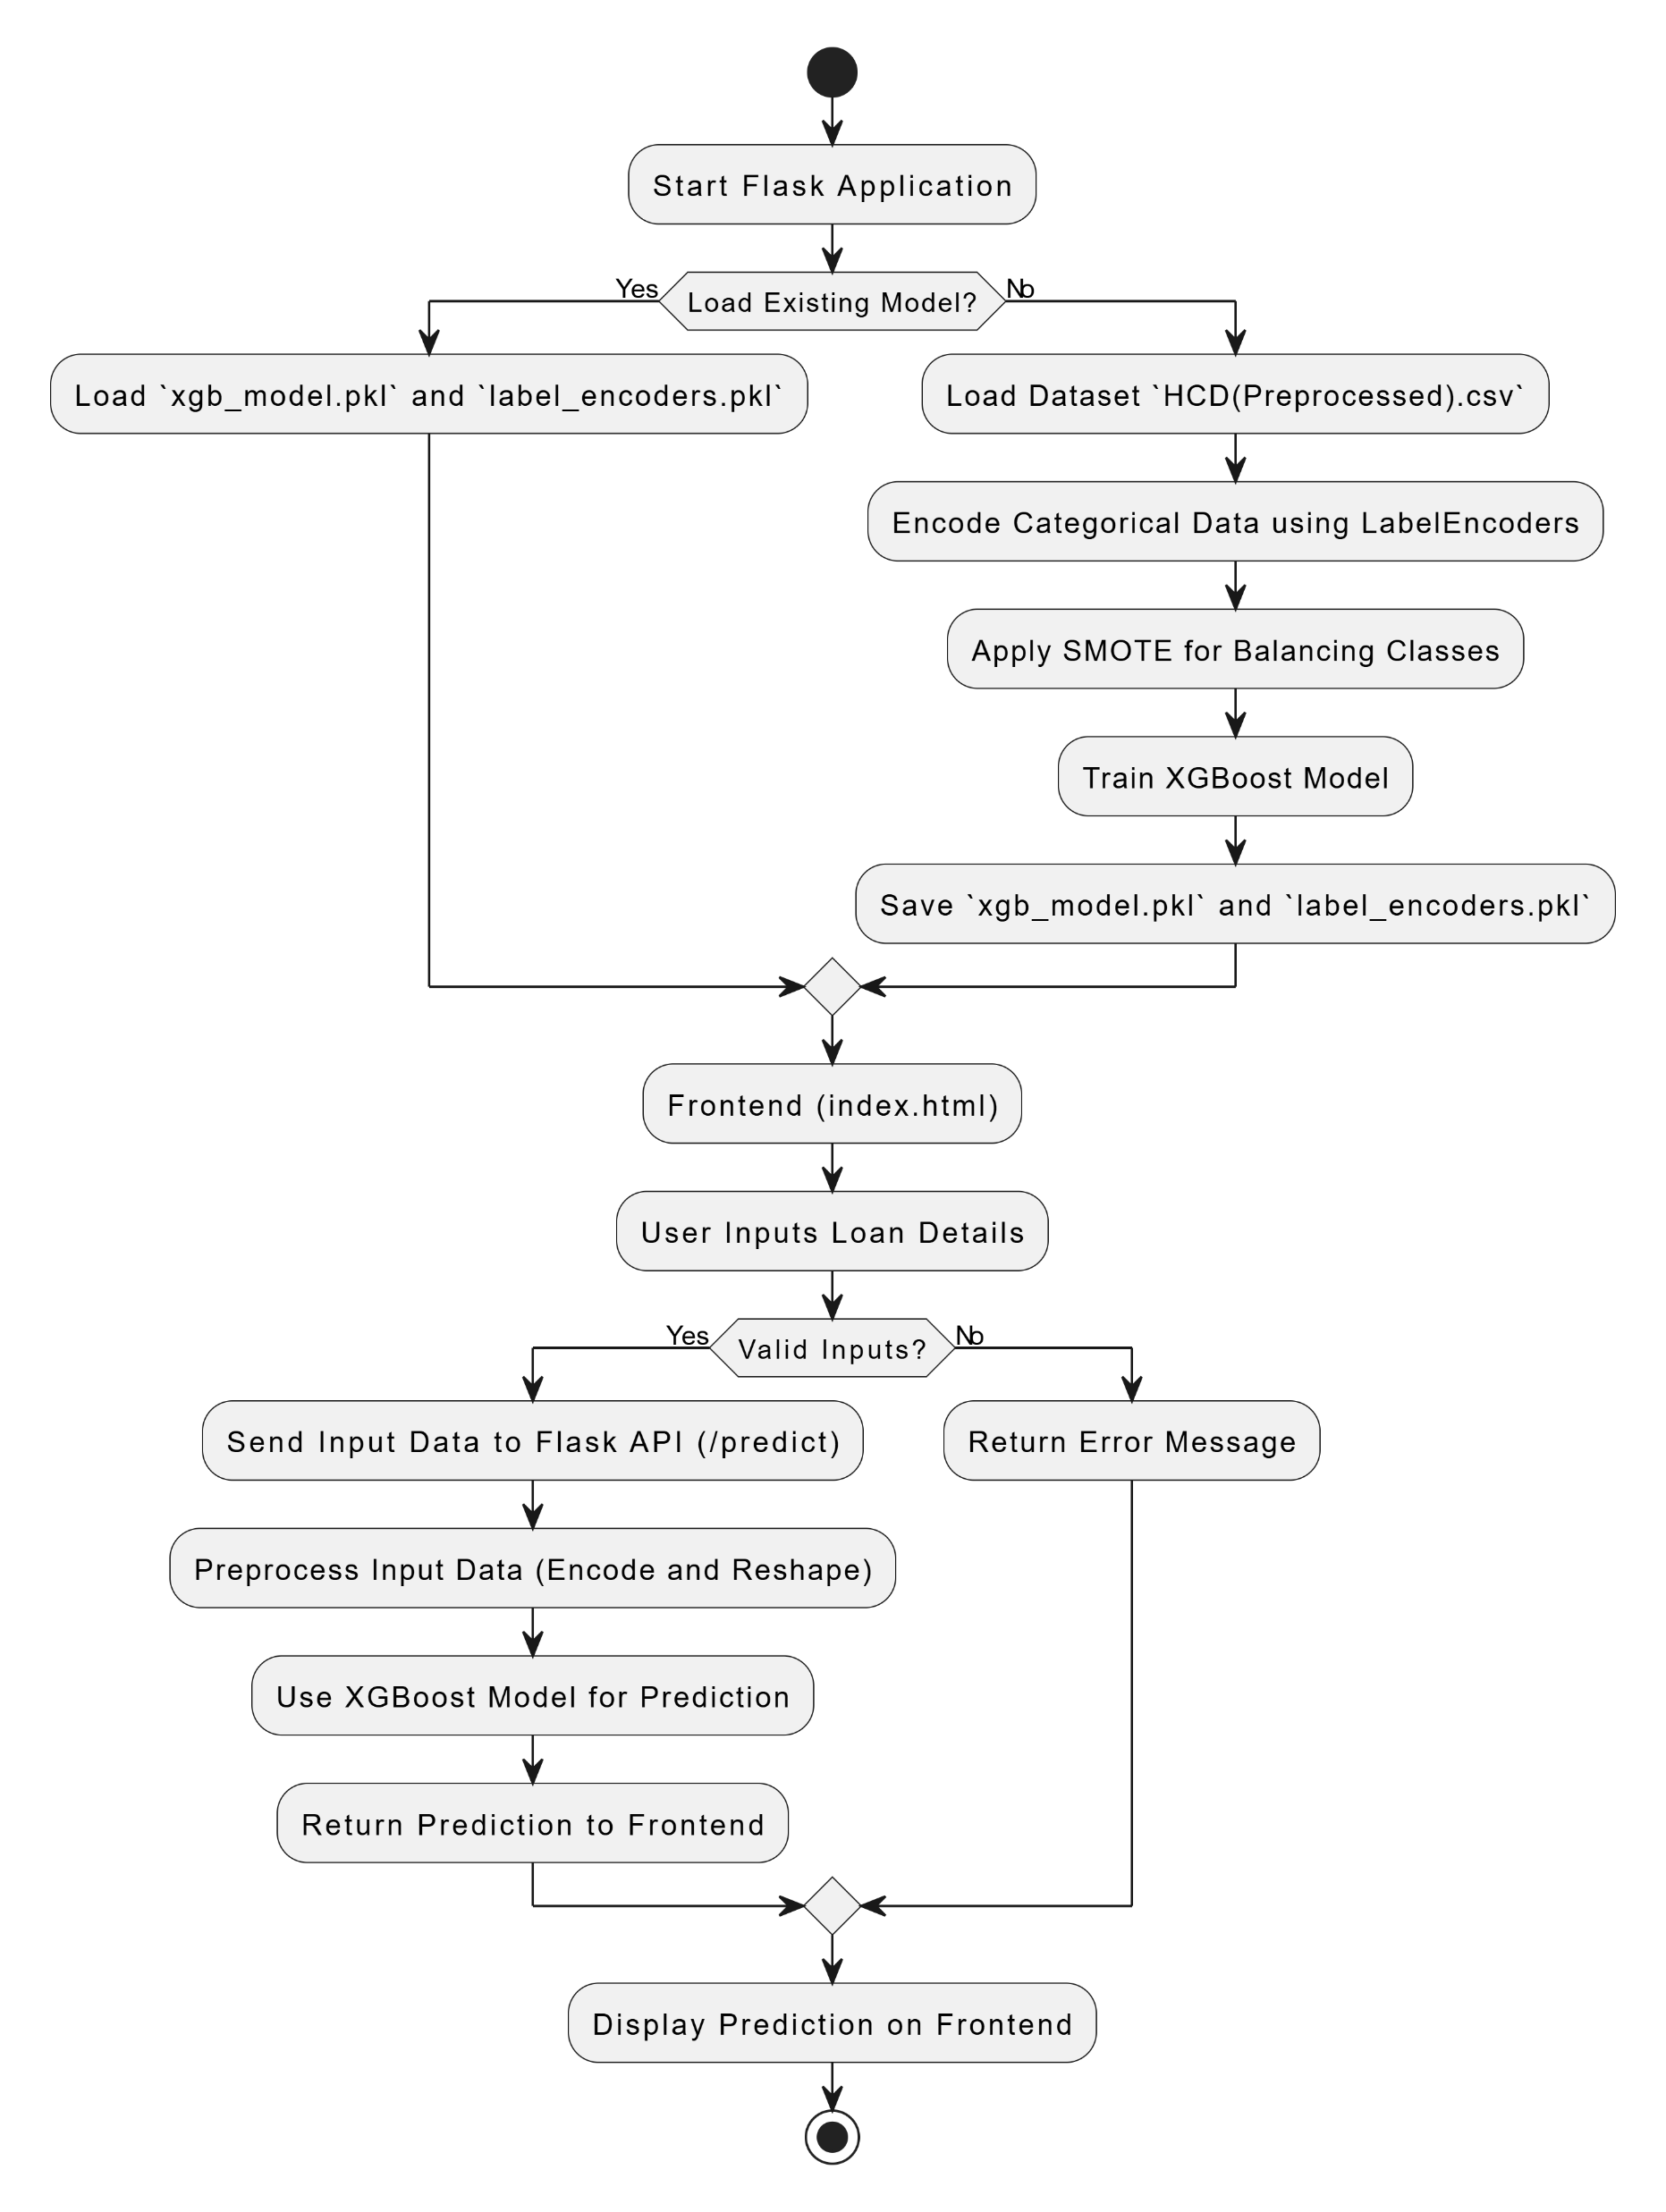 Start Flask Application
Load Existing Model?
Yes
No
Load `xgb_model.pkl` and `label_encoders.pkl`
Load Dataset `HCD(Preprocessed).csv`
Encode Categorical Data using LabelEncoders
Apply SMOTE for Balancing Classes
Train XGBoost Model
Save `xgb_model.pkl` and `label_encoders.pkl`
Frontend (index.html)
User Inputs Loan Details
Valid Inputs?
Yes
No
Send Input Data to Flask API (/predict)
Preprocess Input Data (Encode and Reshape)
Use XGBoost Model for Prediction
Return Prediction to Frontend
Return Error Message
Display Prediction on Frontend